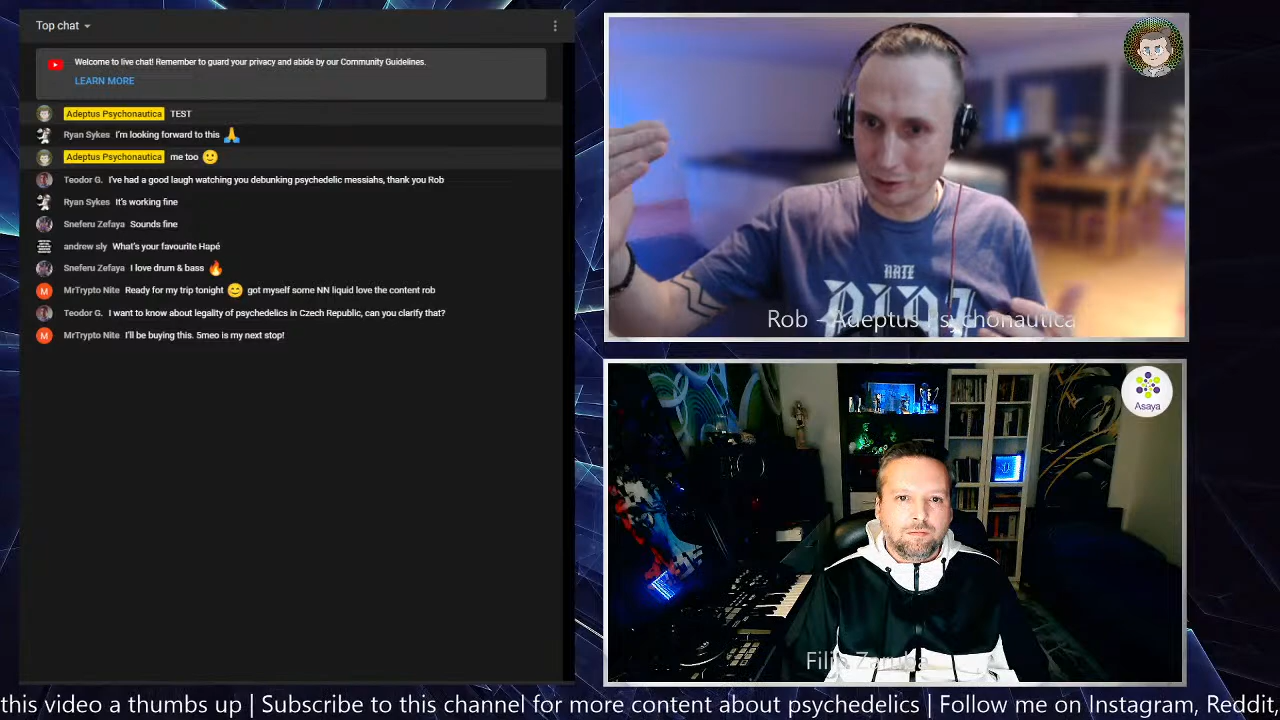 Top chat
Welcome to live chat! Remember to guard your privacy and abide by our Community Guidelines.
LEARN MORE
Adeptus Psychonautica TEST
Ryan Sykes I'm looking forward to this 🙏
Adeptus Psychonautica me too 🙂
Teodor G. I've had a good laugh watching you debunking psychedelic messiahs, thank you Rob
Ryan Sykes It's working fine
Sneferu Zefaya Sounds fine
andrew sly What's your favourite Hapé
Sneferu Zefaya I love drum & bass 🔥
M MrTrypto Nite Ready for my trip tonight 😊 got myself some NN liquid love the content rob
Teodor G. I want to know about legality of psychedelics in Czech Republic, can you clarify that?
M MrTrypto Nite I'll be buying this. 5meo is my next stop!
HATE
Rob - Adeptus Psychonautica
Asaya
Filip Zaruba
this video a thumbs up | Subscribe to this channel for more content about psychedelics | Follow me on Instagram, Reddit,